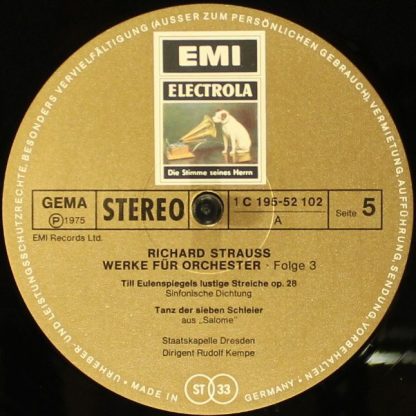 EMI
ELECTROLA
Die Stimme seines Herrn
GEMA
Ⓟ1975
STEREO
1 C 195-52 102
A
Seite 5
EMI Records Ltd.
RICHARD STRAUSS
WERKE FÜR ORCHESTER · Folge 3
Till Eulenspiegels lustige Streiche op. 28
Sinfonische Dichtung
Tanz der sieben Schleier
aus „Salome“
Staatskapelle Dresden
Dirigent Rudolf Kempe
ST 33
URHEBER- UND LEISTUNGSSCHUTZRECHTE, BESONDERS VERVIELFÄLTIGUNG (AUSSER ZUM PERSÖNLICHEN GEBRAUCH), VERMIETUNG, AUFFÜHRUNG, SENDUNG, VORBEHALTEN • MADE IN GERMANY •